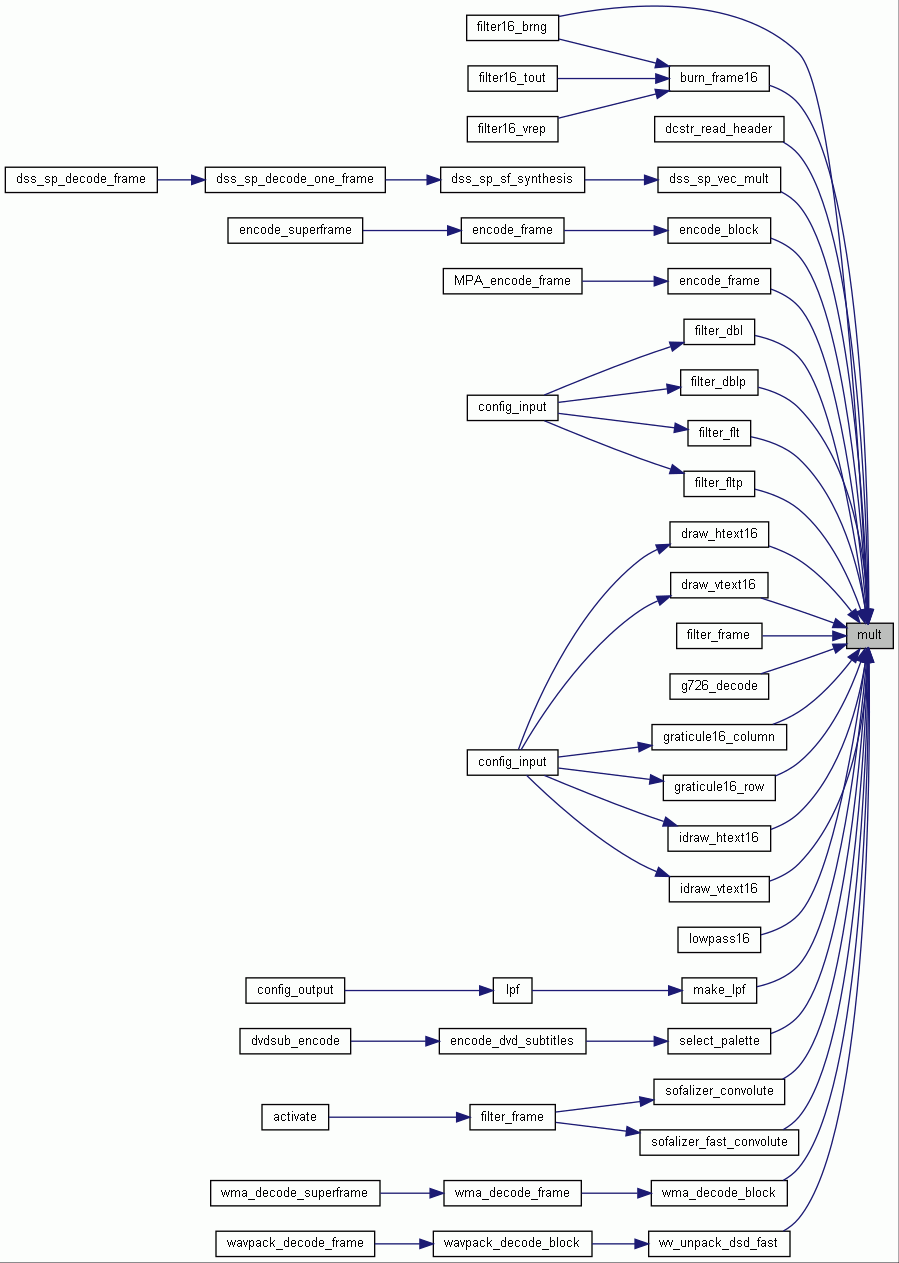 filter16_brng
filter16_tout
burn_frame16
filter16_vrep
dcstr_read_header
dss_sp_decode_frame
dss_sp_decode_one_frame
dss_sp_sf_synthesis
dss_sp_vec_mult
encode_superframe
encode_frame
encode_block
MPA_encode_frame
encode_frame
filter_dbl
filter_dblp
config_input
filter_flt
filter_fltp
draw_htext16
draw_vtext16
filter_frame
mult
g726_decode
graticule16_column
config_input
graticule16_row
idraw_htext16
idraw_vtext16
lowpass16
config_output
lpf
make_lpf
dvdsub_encode
encode_dvd_subtitles
select_palette
sofalizer_convolute
activate
filter_frame
sofalizer_fast_convolute
wma_decode_superframe
wma_decode_frame
wma_decode_block
wavpack_decode_frame
wavpack_decode_block
wv_unpack_dsd_fast